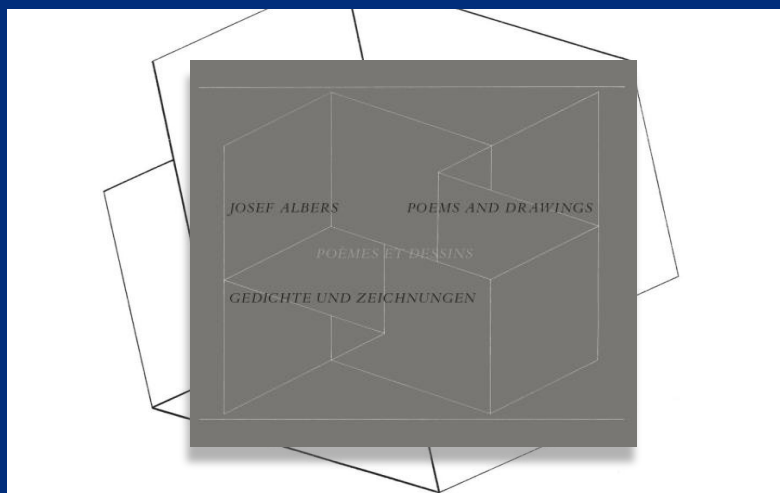 JOSEF ALBERS
POEMS AND DRAWINGS
POÈMES ET DESSINS
GEDICHTE UND ZEICHNUNGEN